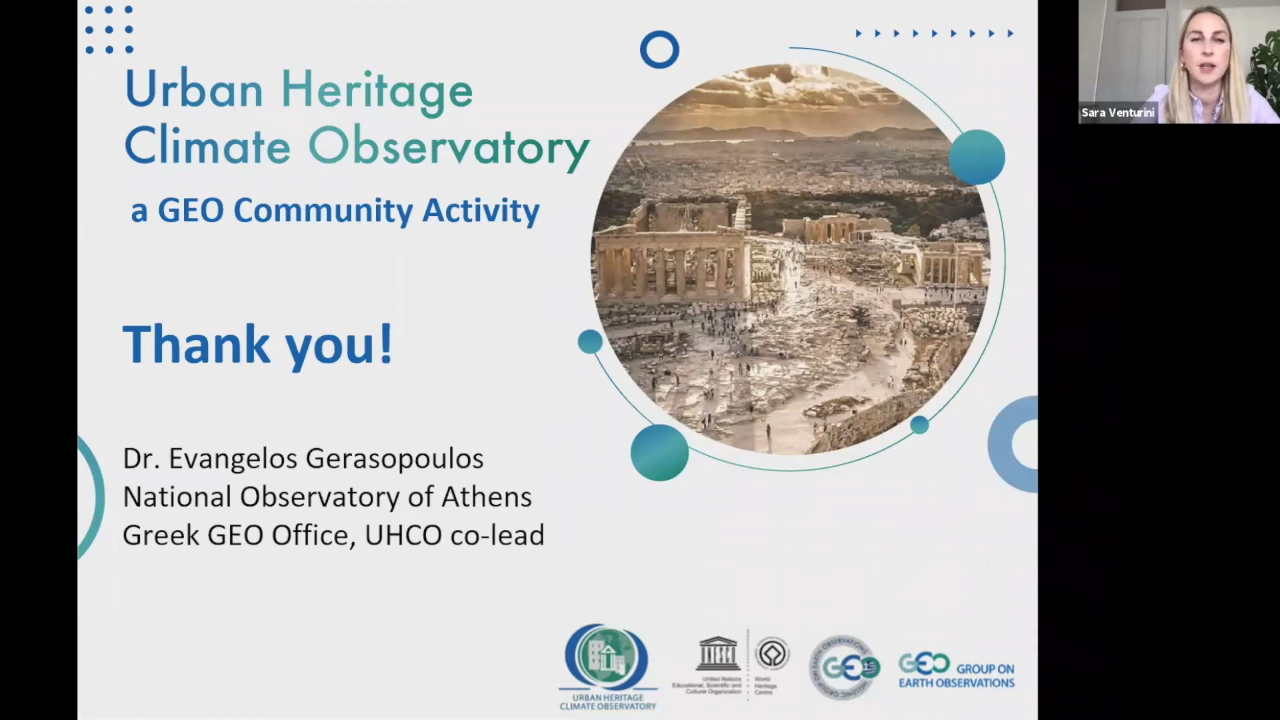 Urban Heritage
Climate Observatory
a GEO Community Activity
Thank you!
Dr. Evangelos Gerasopoulos
National Observatory of Athens
Greek GEO Office, UHCO co-lead
Sara Venturini
URBAN HERITAGE
CLIMATE OBSERVATORY
United Nations
Educational, Scientific and
Cultural Organization
World
Heritage
Centre
GEO
GEO GROUP ON
EARTH OBSERVATIONS